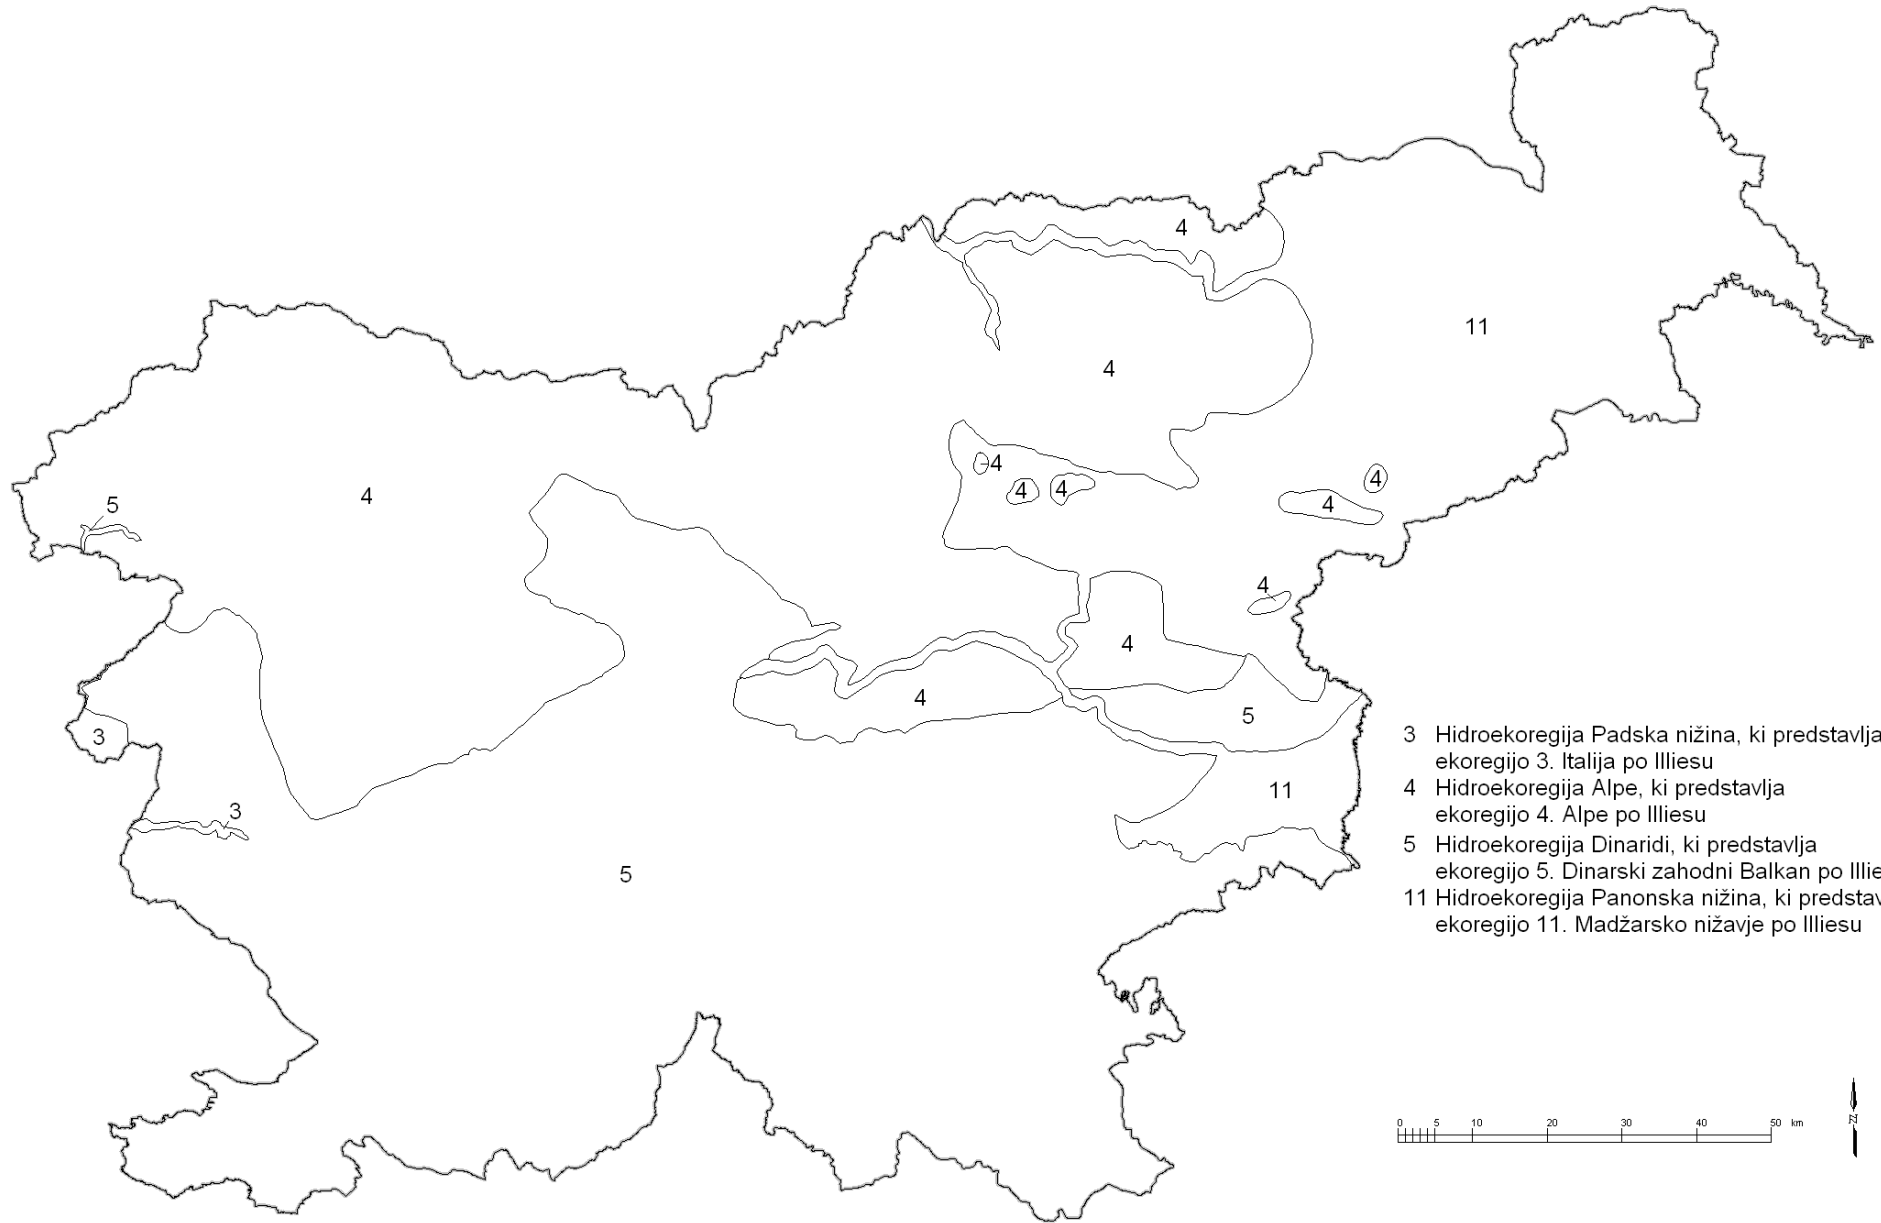 4
11
4
4
4
5
4
4
4
4
4
4
4
4
5
3
3
11
5
3 Hidroekoregija Padska nižina, ki predstavlja
ekoregijo 3. Italija po Illiesu
4 Hidroekoregija Alpe, ki predstavlja
ekoregijo 4. Alpe po Illiesu
5 Hidroekoregija Dinaridi, ki predstavlja
ekoregijo 5. Dinarski zahodni Balkan po Illie
11 Hidroekoregija Panonska nižina, ki predstav
ekoregijo 11. Madžarsko nižavje po Illiesu
0 5 10 20 30 40 50 km
N